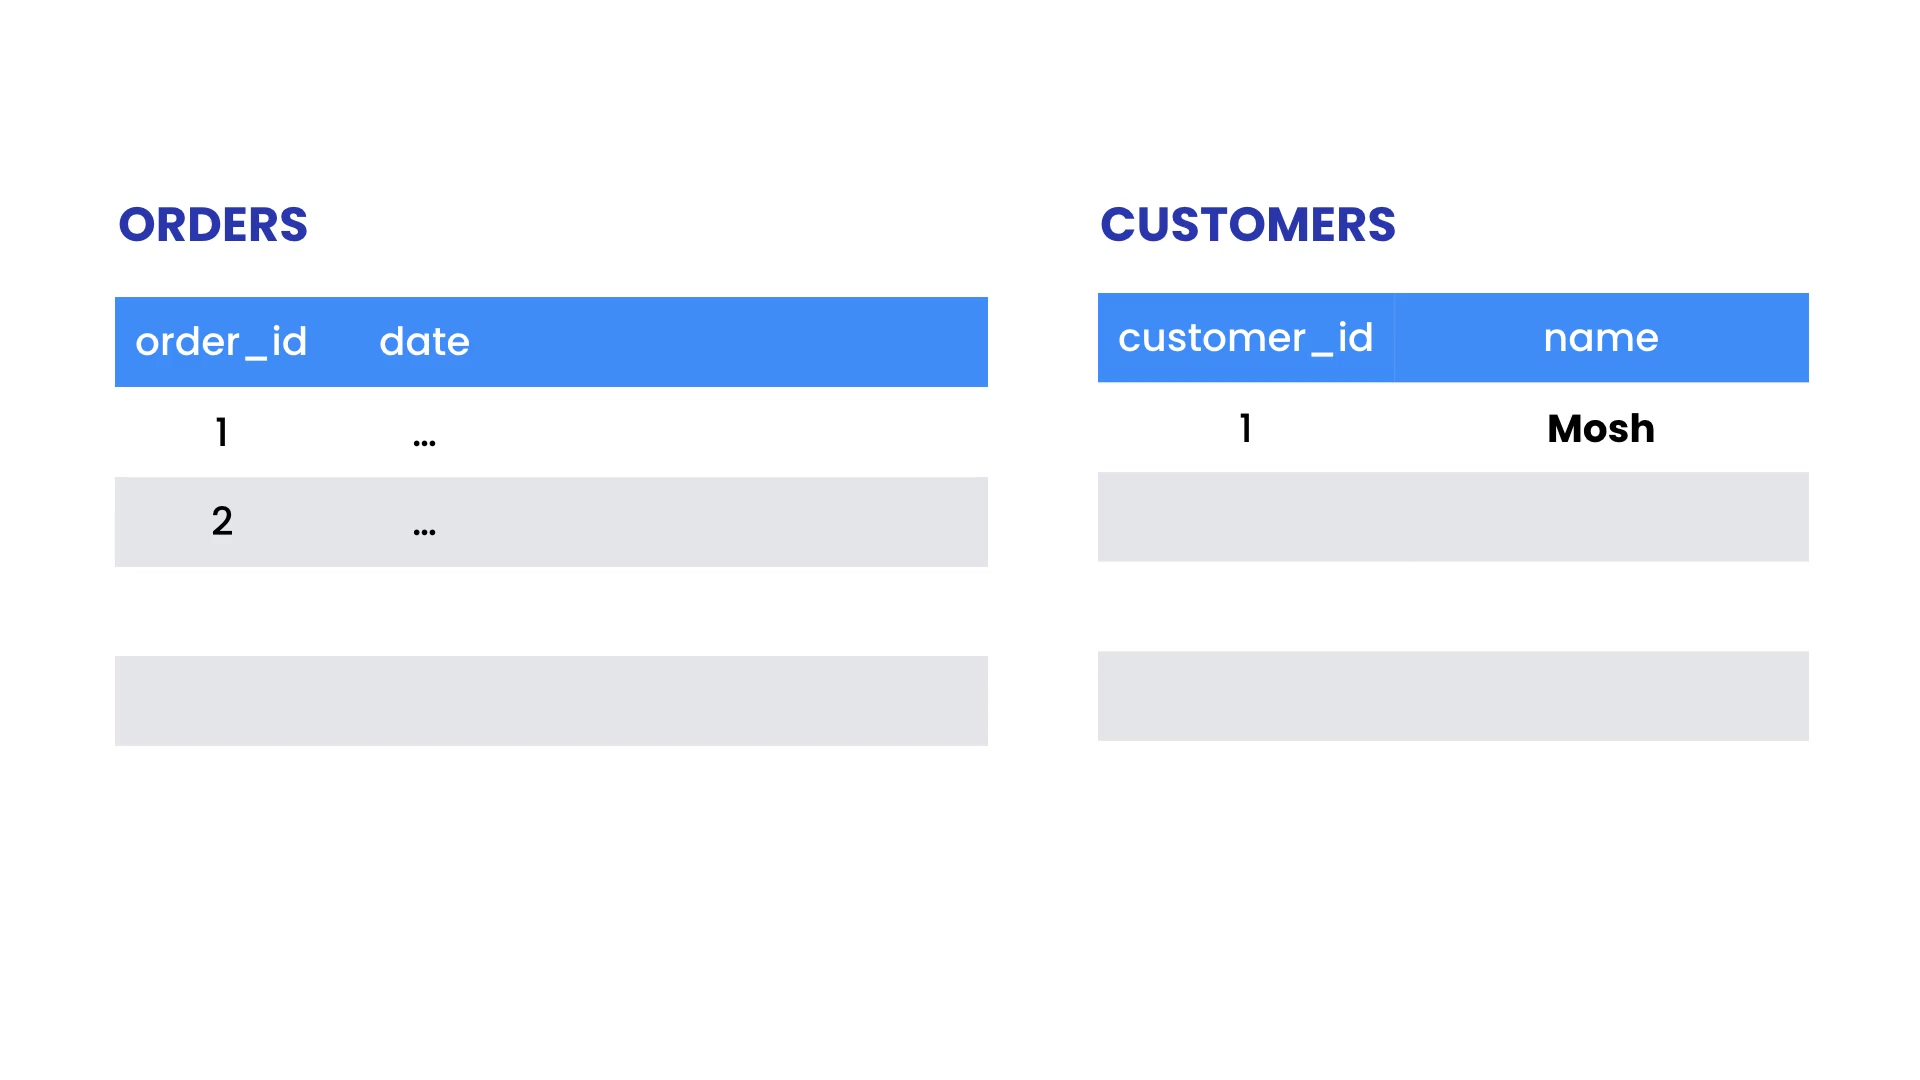 ORDERS
order_id date
1 ...
2 ...
CUSTOMERS
customer_id name
1 Mosh